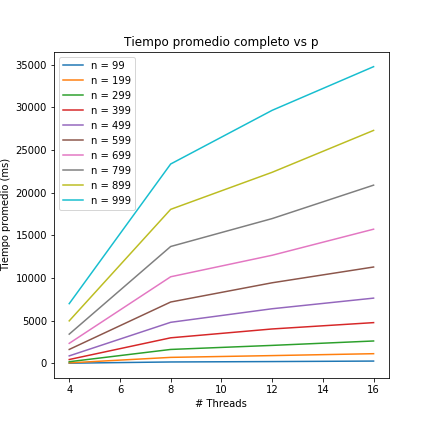 Tiempo promedio completo vs p
35000
30000
25000
20000
15000
10000
5000
0
Tiempo promedio (ms)
n = 99
n = 199
n = 299
n = 399
n = 499
n = 599
n = 699
n = 799
n = 899
n = 999
4 6 8 10 12 14 16
# Threads